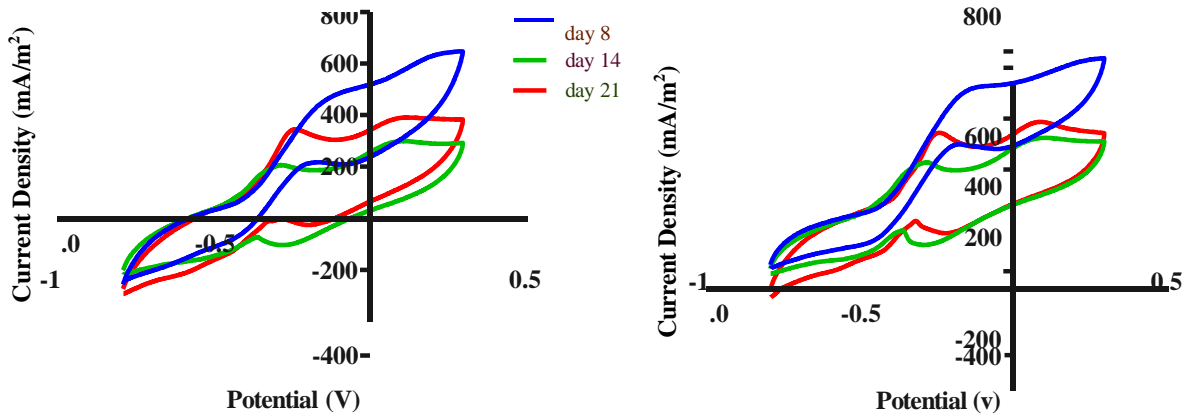 Current Density (mA/m²)
800
600
400
200
-200
-400
-1
.0
-0.5
0.5
Potential (V)
day 8
day 14
day 21
Current Density (mA/m²)
800
600
400
200
-200
-400
-1
.0
-0.5
0.5
Potential (v)